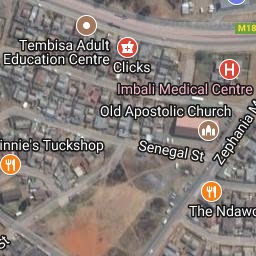 M18
Tembisa Adult
Education Centre
Clicks
Imbali Medical Centre
Old Apostolic Church
innie's Tuckshop
Senegal St
Zephania M
The Ndawo
St